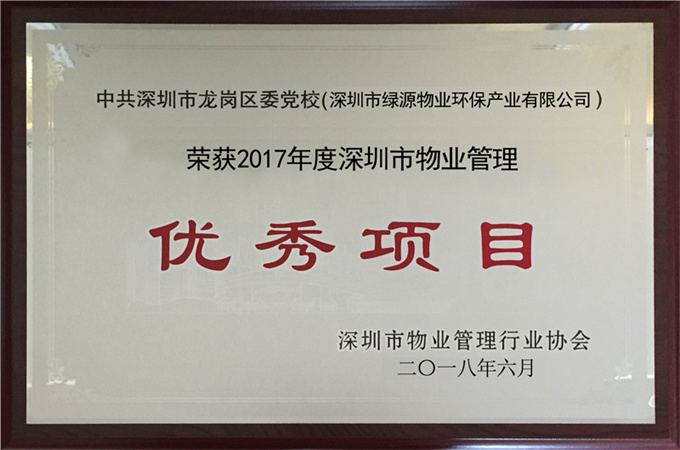 中共深圳市龙岗区委党校(深圳市绿源物业环保产业有限公司)
荣获2017年度深圳市物业管理
优秀项目
深圳市物业管理行业协会
二〇一八年六月